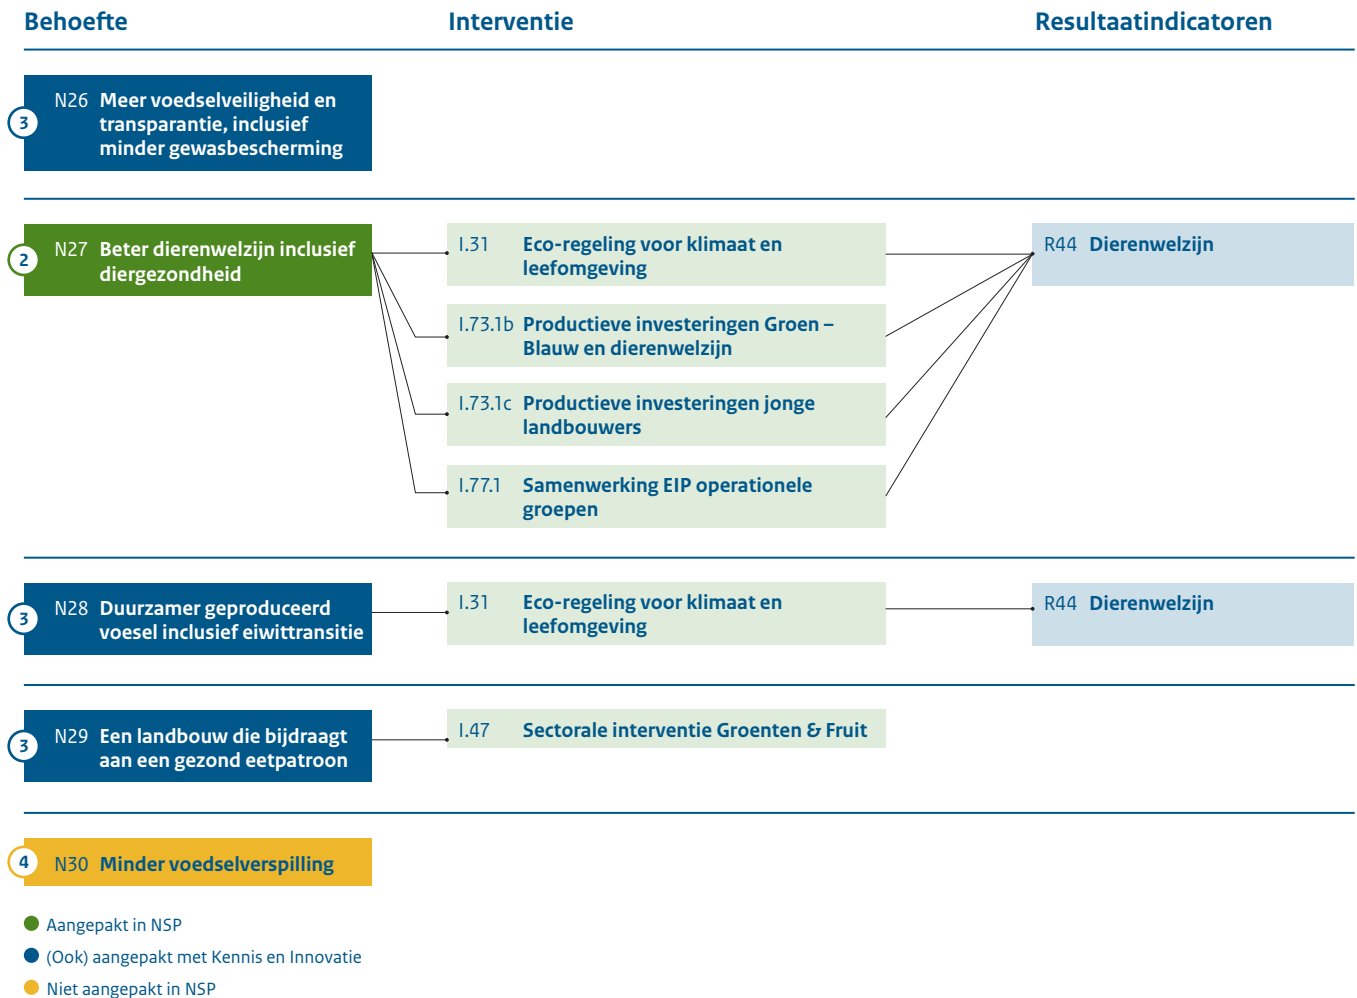 Behoefte
Interventie
Resultaatindicatoren
3
N26 Meer voedselveiligheid en
transparantie, inclusief
minder gewasbescherming
2
N27 Beter dierenwelzijn inclusief
diergezondheid
I.31 Eco-regeling voor klimaat en
leefomgeving
R44 Dierenwelzijn
I.73.1b Productieve investeringen Groen –
Blauw en dierenwelzijn
I.73.1c Productieve investeringen jonge
landbouwers
I.77.1 Samenwerking EIP operationele
groepen
3
N28 Duurzamer geproduceerd
voesel inclusief eiwittransitie
I.31 Eco-regeling voor klimaat en
leefomgeving
R44 Dierenwelzijn
3
N29 Een landbouw die bijdraagt
aan een gezond eetpatroon
I.47 Sectorale interventie Groenten & Fruit
4
N30 Minder voedselverspilling
Aangepakt in NSP
(Ook) aangepakt met Kennis en Innovatie
Niet aangepakt in NSP